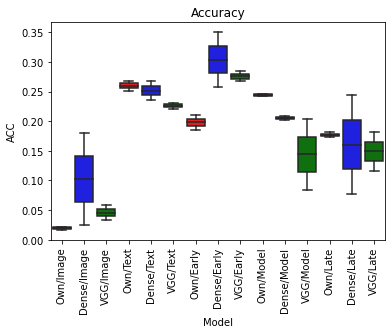 Accuracy
0.35
0.30
0.25
0.20
0.15
0.10
0.05
0.00
ACC
Own/Image
Dense/Image
VGG/Image
Own/Text
Dense/Text
VGG/Text
Own/Early
Dense/Early
VGG/Early
Own/Model
Dense/Model
VGG/Model
Own/Late
Dense/Late
VGG/Late
Model